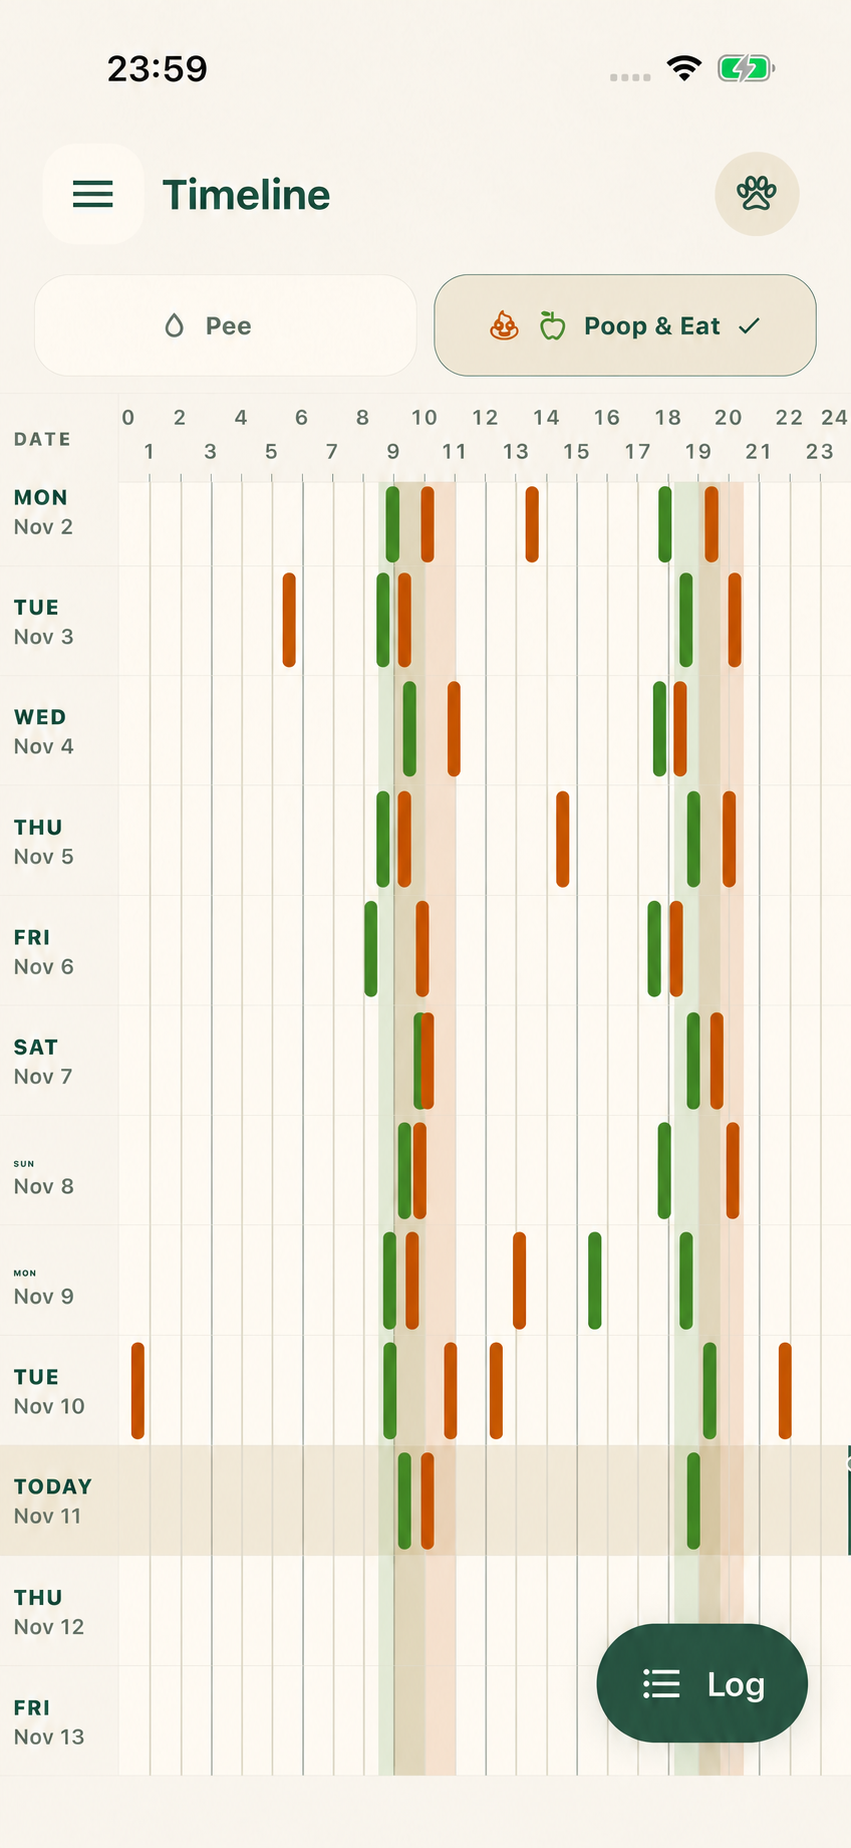 23:59
Timeline
Pee
Poop & Eat
DATE
0 2 4 6 8 10 12 14 16 18 20 22 24
1 3 5 7 9 11 13 15 17 19 21 23
MON
Nov 2
TUE
Nov 3
WED
Nov 4
THU
Nov 5
FRI
Nov 6
SAT
Nov 7
SUN
Nov 8
MON
Nov 9
TUE
Nov 10
TODAY
Nov 11
THU
Nov 12
FRI
Nov 13
Log